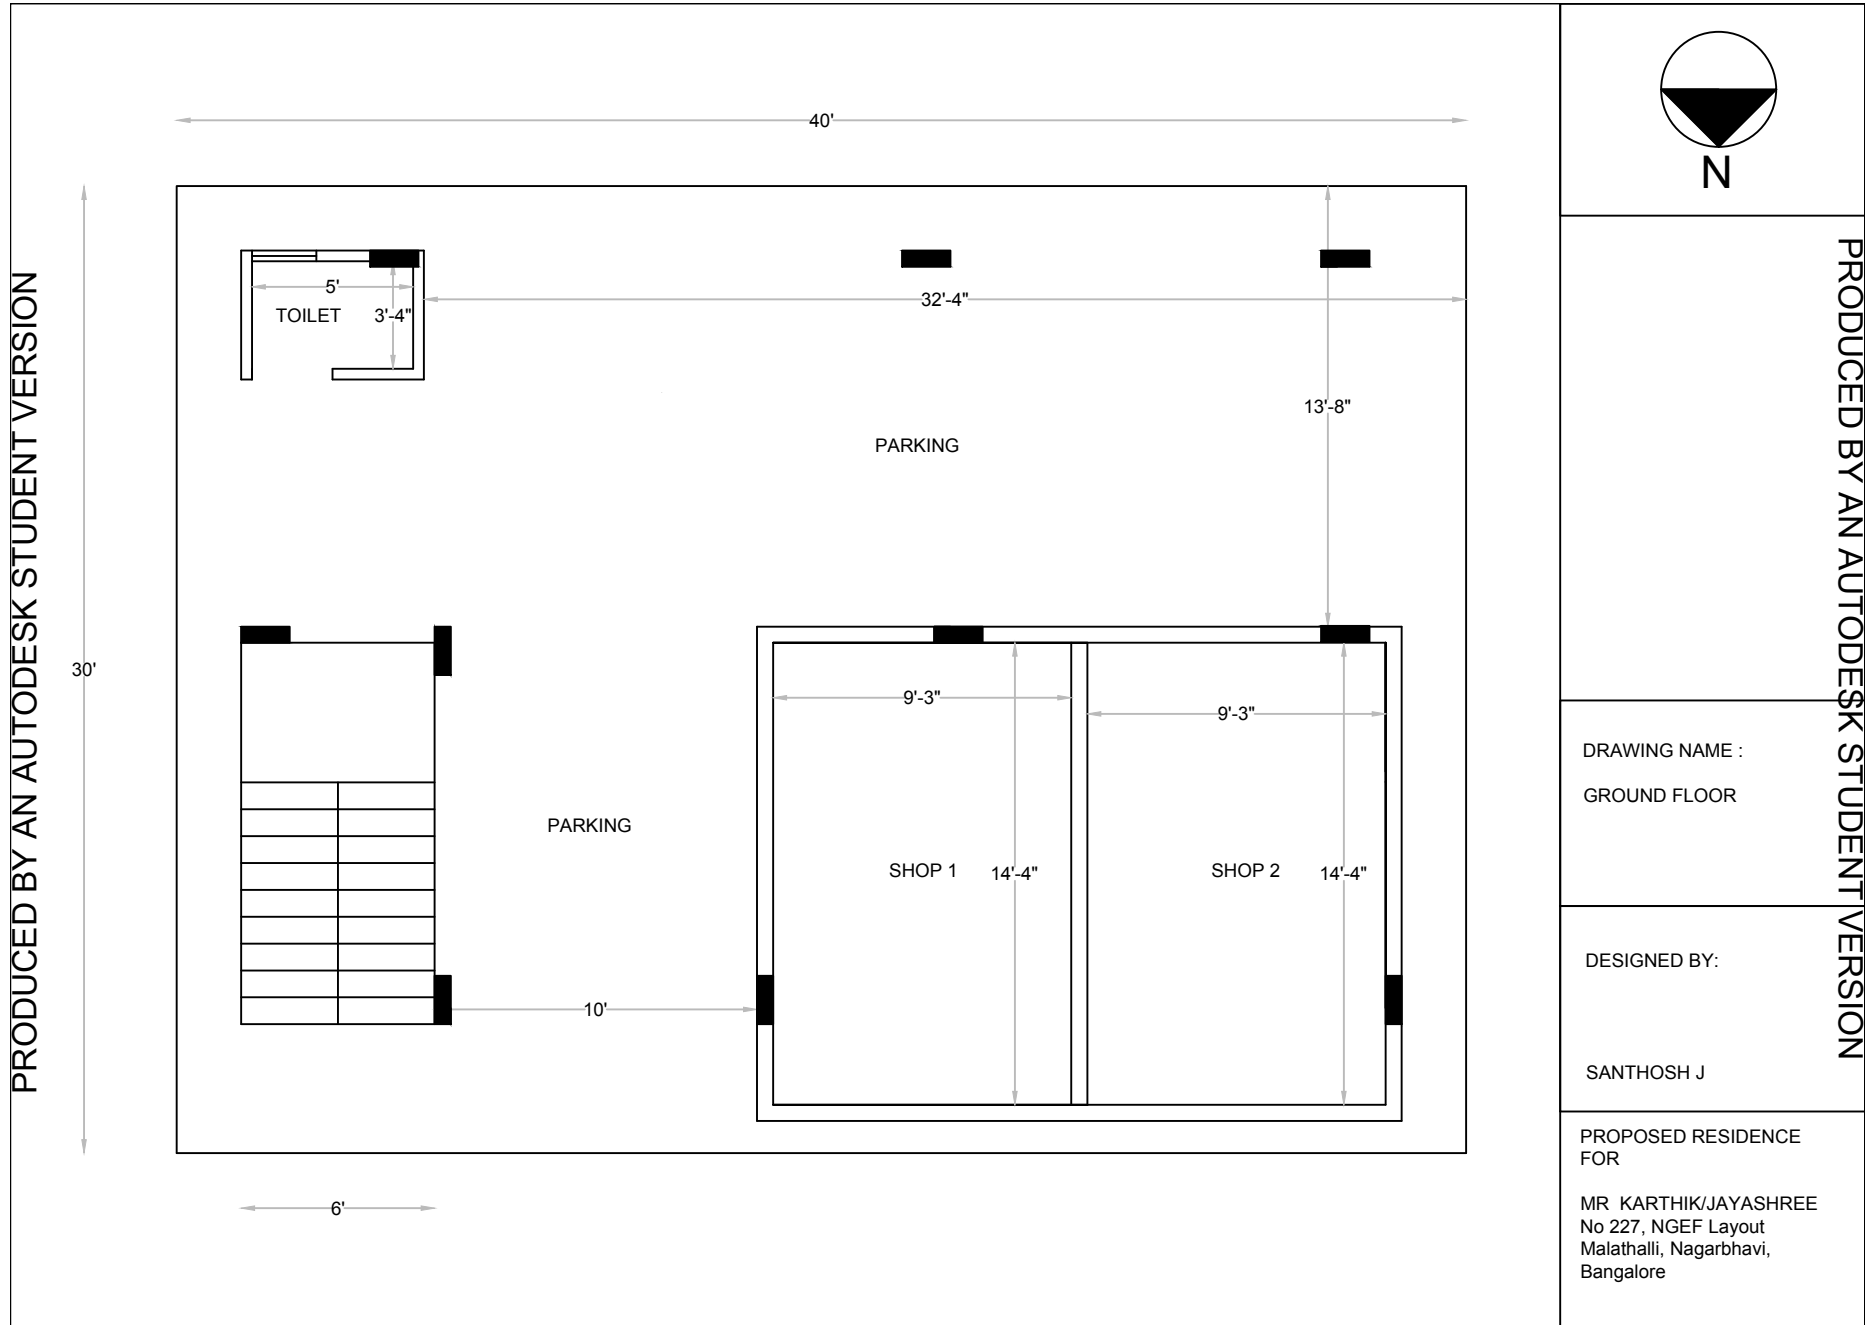 PRODUCED BY AN AUTODESK STUDENT VERSION
40'
N
5'
TOILET 3'-4"
32'-4"
13'-8"
PARKING
30'
9'-3"
9'-3"
PARKING
SHOP 1 14'-4"
SHOP 2 14'-4"
10'
6'
DRAWING NAME :
GROUND FLOOR
DESIGNED BY:
SANTHOSH J
PROPOSED RESIDENCE
FOR
MR KARTHIK/JAYASHREE
No 227, NGEF Layout
Malathalli, Nagarbhavi,
Bangalore
PRODUCED BY AN AUTODESK STUDENT VERSION